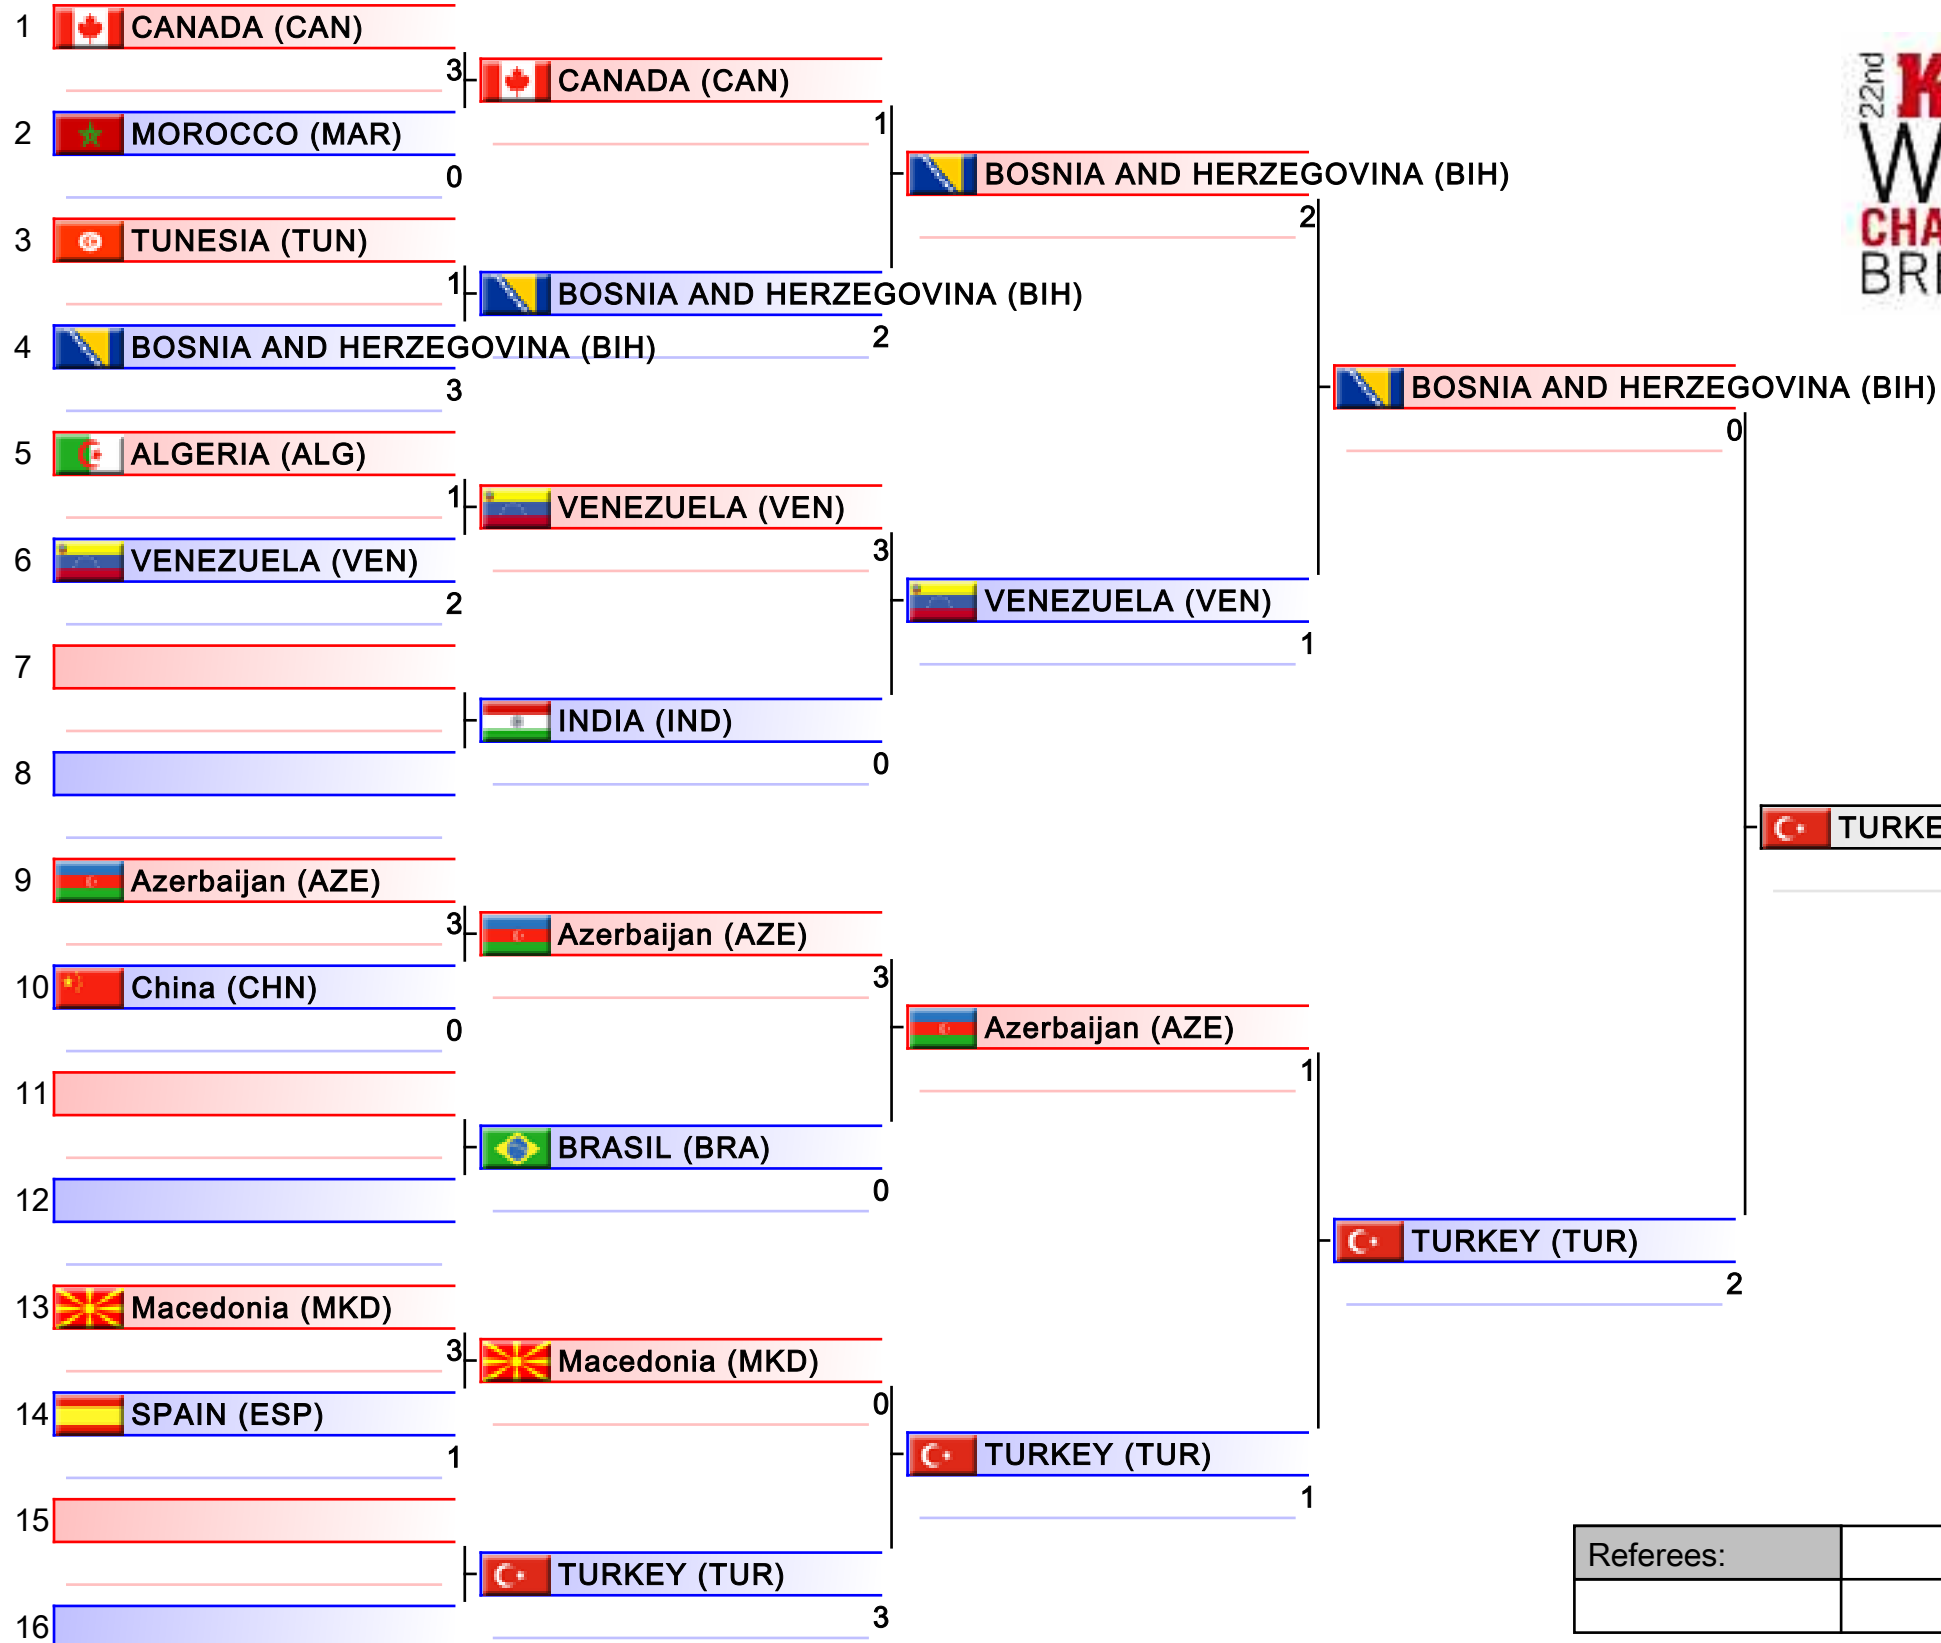 1 CANADA (CAN)
3 CANADA (CAN)
1
2 MOROCCO (MAR)
0
BOSNIA AND HERZEGOVINA (BIH)
2
3 TUNESIA (TUN)
1 BOSNIA AND HERZEGOVINA (BIH)
2
4 BOSNIA AND HERZEGOVINA (BIH)
3
BOSNIA AND HERZEGOVINA (BIH)
0
5 ALGERIA (ALG)
1 VENEZUELA (VEN)
3
6 VENEZUELA (VEN)
2
VENEZUELA (VEN)
1
7
INDIA (IND)
0
8
TURKE
9 Azerbaijan (AZE)
3 Azerbaijan (AZE)
3
10 China (CHN)
0
Azerbaijan (AZE)
1
11
BRASIL (BRA)
0
12
TURKEY (TUR)
2
13 Macedonia (MKD)
3 Macedonia (MKD)
0
14 SPAIN (ESP)
1
TURKEY (TUR)
1
15
TURKEY (TUR)
3
16
22nd K
W
CHA
BRE
Referees: